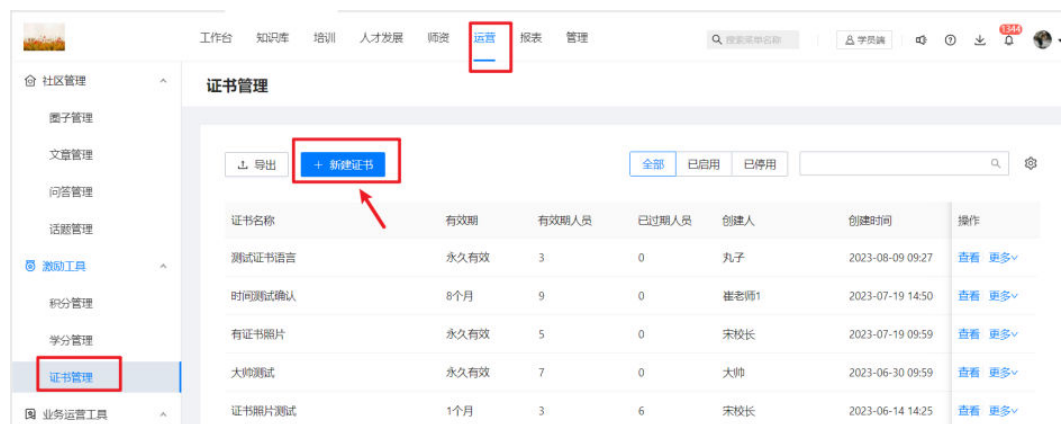 工作台 知识库 培训 人才发展 师资 运营 报表 管理 搜索菜单名称 学员端 1344
社区管理
证书管理
圈子管理
文章管理
导出 + 新建证书 全部 已启用 已停用
问答管理
话题管理
证书名称 有效期 有效期人员 已过期人员 创建人 创建时间 操作
测试证书语言 永久有效 3 0 丸子 2023-08-09 09:27 查看 更多
激励工具
时间测试确认 8个月 9 0 崔老师1 2023-07-19 14:50 查看 更多
积分管理
有证书照片 永久有效 5 0 宋校长 2023-07-19 09:59 查看 更多
学分管理
大帅测试 永久有效 7 0 大帅 2023-06-30 09:59 查看 更多
证书管理
证书照片测试 1个月 3 6 宋校长 2023-06-14 14:25 查看 更多
业务运营工具